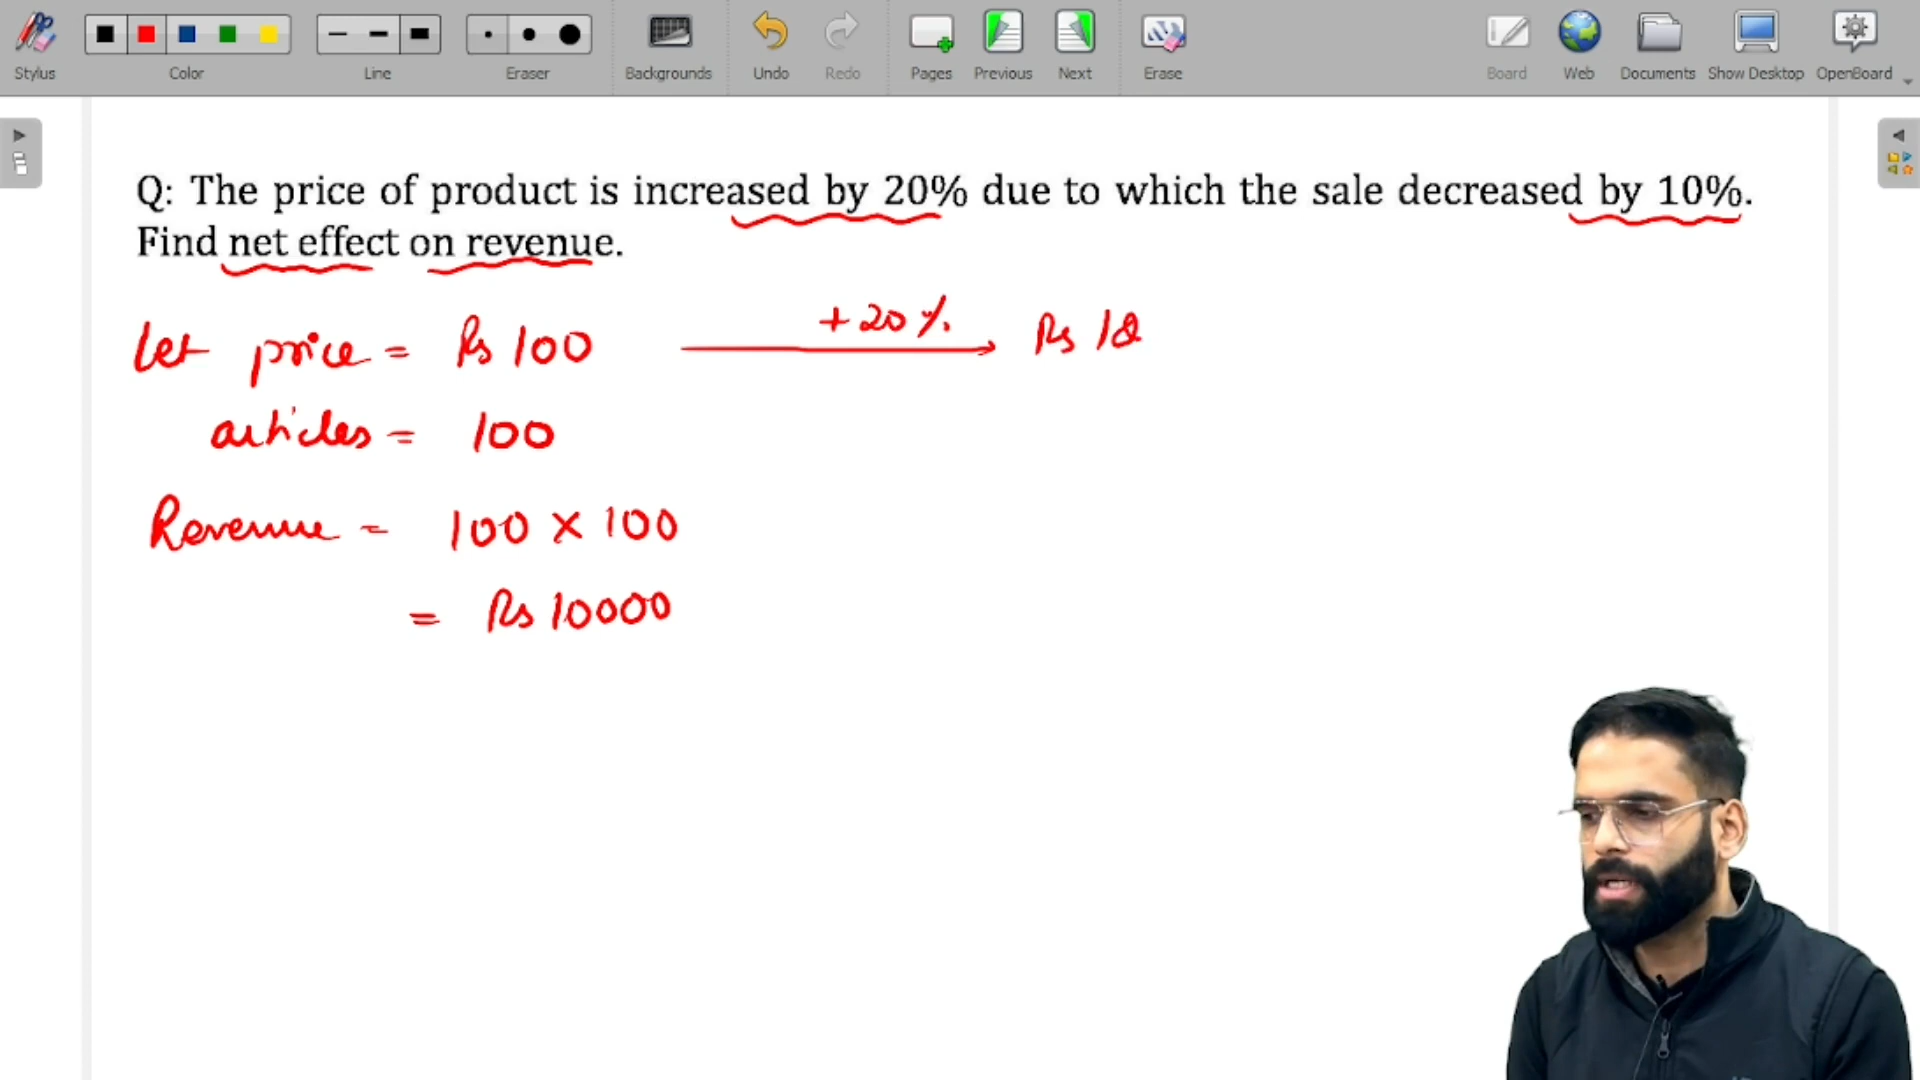 Stylus Color Line Eraser Backgrounds Undo Redo Pages Previous Next Erase Board Web Documents Show Desktop OpenBoard
Q: The price of product is increased by 20% due to which the sale decreased by 10%.
Find net effect on revenue.
Let price = Rs 100 +20% Rs 12
articles = 100
Revenue = 100 × 100
= Rs 10000